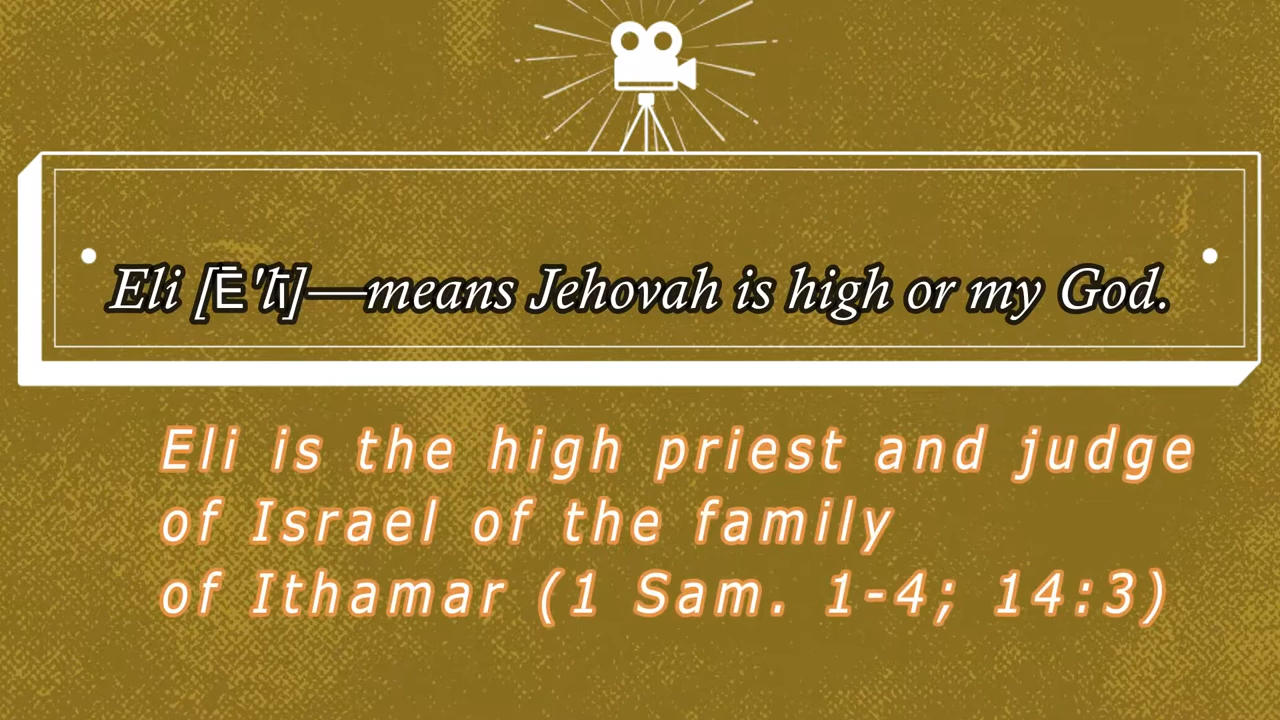 Eli [Ē'lī]—means Jehovah is high or my God.
Eli is the high priest and judge
of Israel of the family
of Ithamar (1 Sam. 1-4; 14:3)